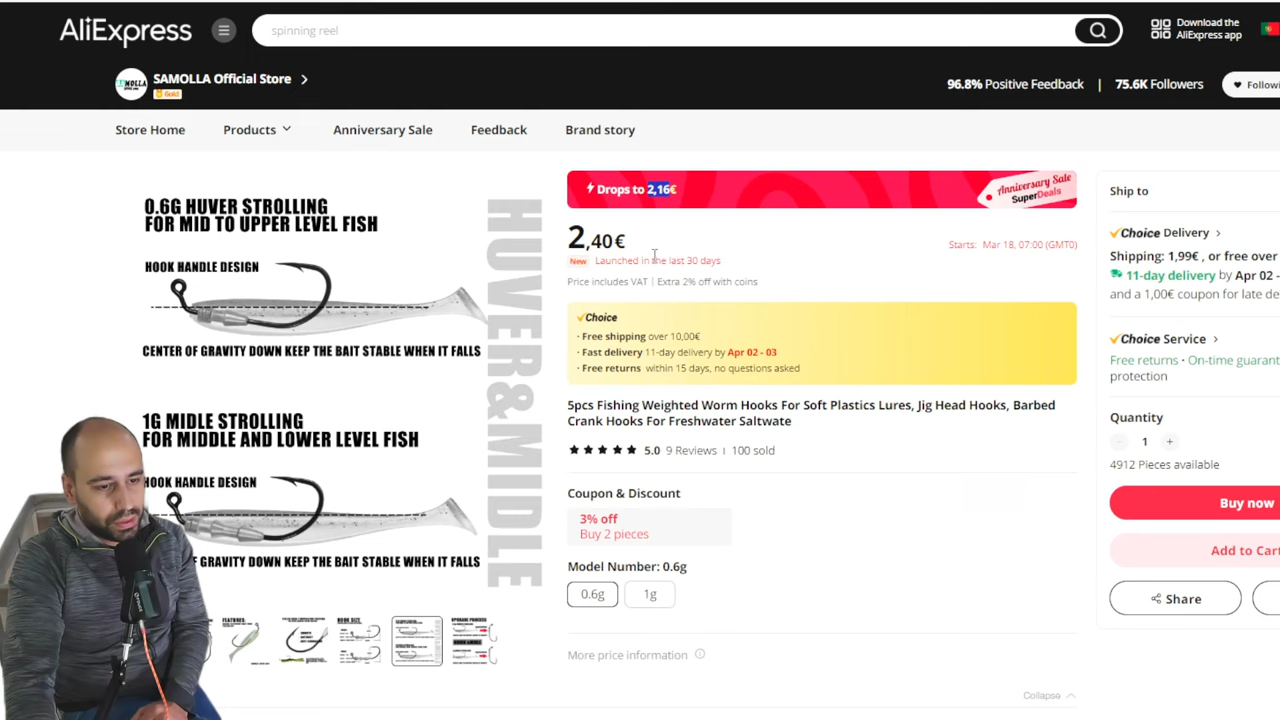 AliExpress
spinning reel
Download the
AliExpress app
SAMOLLA Official Store
Gold
96.8% Positive Feedback | 75.6K Followers
Followi
Store Home
Products
Anniversary Sale
Feedback
Brand story
0.6G HUVER STROLLING
FOR MID TO UPPER LEVEL FISH
HOOK HANDLE DESIGN
CENTER OF GRAVITY DOWN KEEP THE BAIT STABLE WHEN IT FALLS
1G MIDLE STROLLING
FOR MIDDLE AND LOWER LEVEL FISH
HOOK HANDLE DESIGN
GRAVITY DOWN KEEP THE BAIT STABLE WHEN IT FALLS
HUVER&MIDLE
FEATURES:
HOOK SIZE
UPGRADE PROCESS
Drops to 2,16€
Anniversary Sale
SuperDeals
2,40€
Starts: Mar 18, 07:00 (GMT0)
New Launched in the last 30 days
Price includes VAT | Extra 2% off with coins
Choice
· Free shipping over 10,00€
· Fast delivery 11-day delivery by Apr 02 - 03
· Free returns within 15 days, no questions asked
5pcs Fishing Weighted Worm Hooks For Soft Plastics Lures, Jig Head Hooks, Barbed
Crank Hooks For Freshwater Saltwate
5.0 9 Reviews | 100 sold
Coupon & Discount
3% off
Buy 2 pieces
Model Number: 0.6g
0.6g
1g
More price information
Collapse
Ship to
Choice Delivery
Shipping: 1,99€ , or free over
11-day delivery by Apr 02 -
and a 1,00€ coupon for late de
Choice Service
Free returns · On-time guarant
protection
Quantity
- 1 +
4912 Pieces available
Buy now
Add to Cart
Share